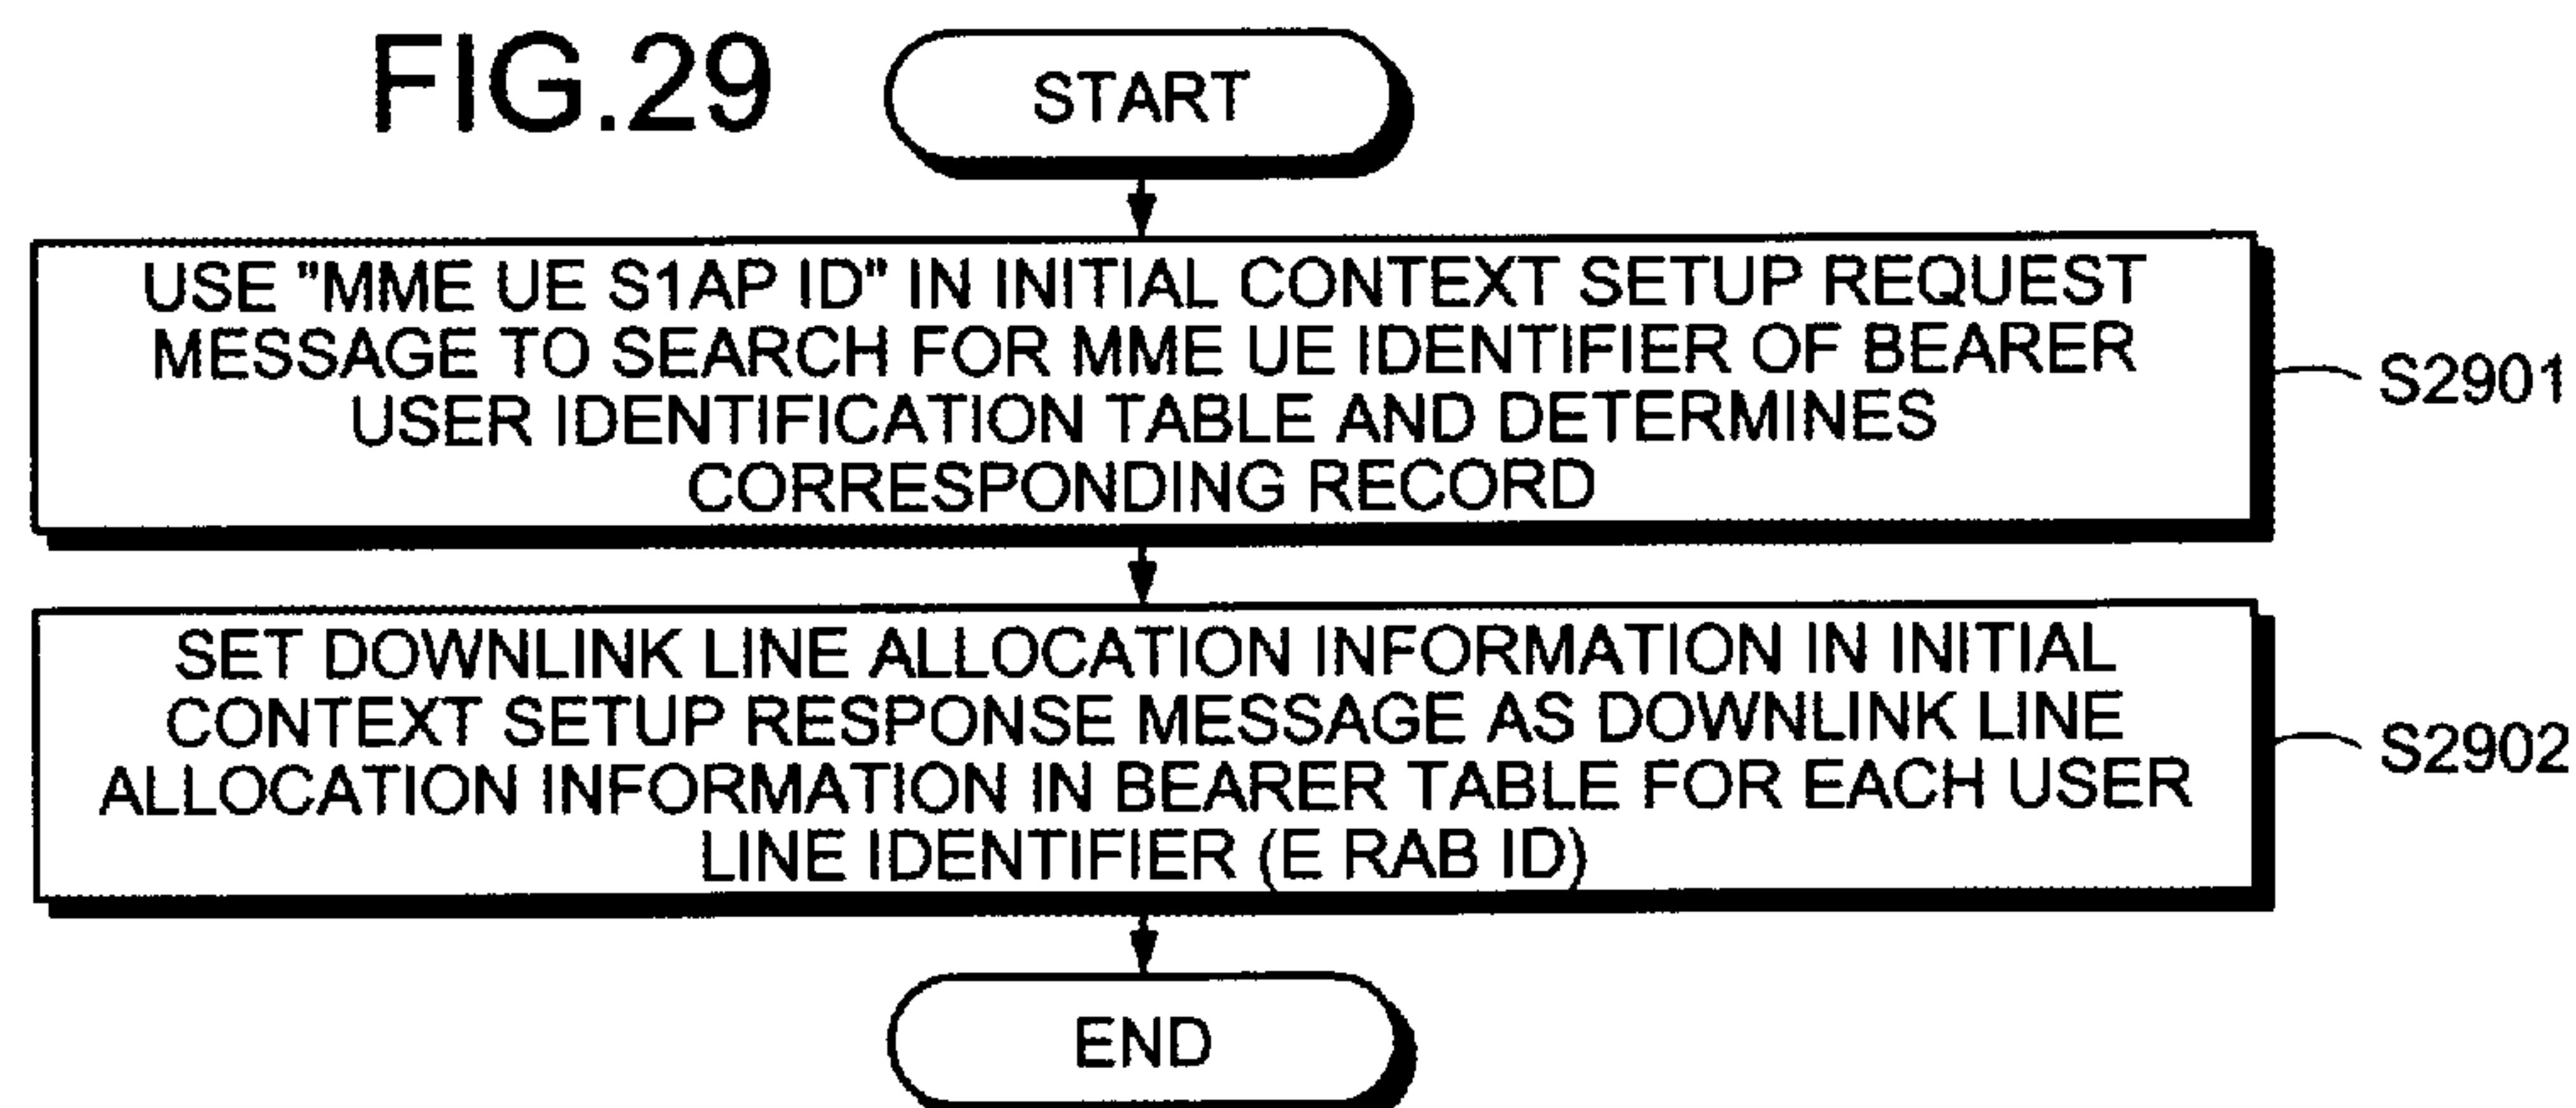 FIG.29
START
USE "MME UE S1AP ID" IN INITIAL CONTEXT SETUP REQUEST
MESSAGE TO SEARCH FOR MME UE IDENTIFIER OF BEARER
USER IDENTIFICATION TABLE AND DETERMINES
CORRESPONDING RECORD
S2901
SET DOWNLINK LINE ALLOCATION INFORMATION IN INITIAL
CONTEXT SETUP RESPONSE MESSAGE AS DOWNLINK LINE
ALLOCATION INFORMATION IN BEARER TABLE FOR EACH USER
LINE IDENTIFIER (E RAB ID)
S2902
END